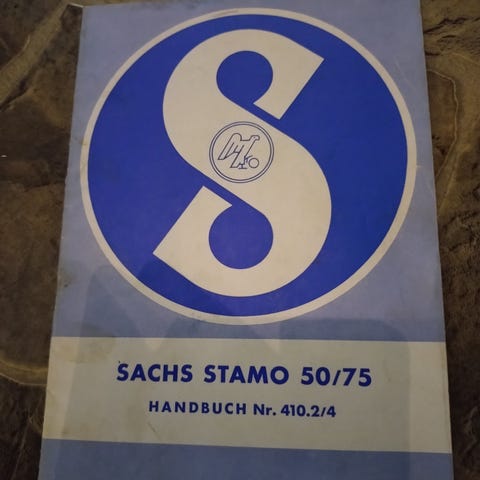 S
SACHS STAMO 50/75
HANDBUCH Nr. 410.2/4